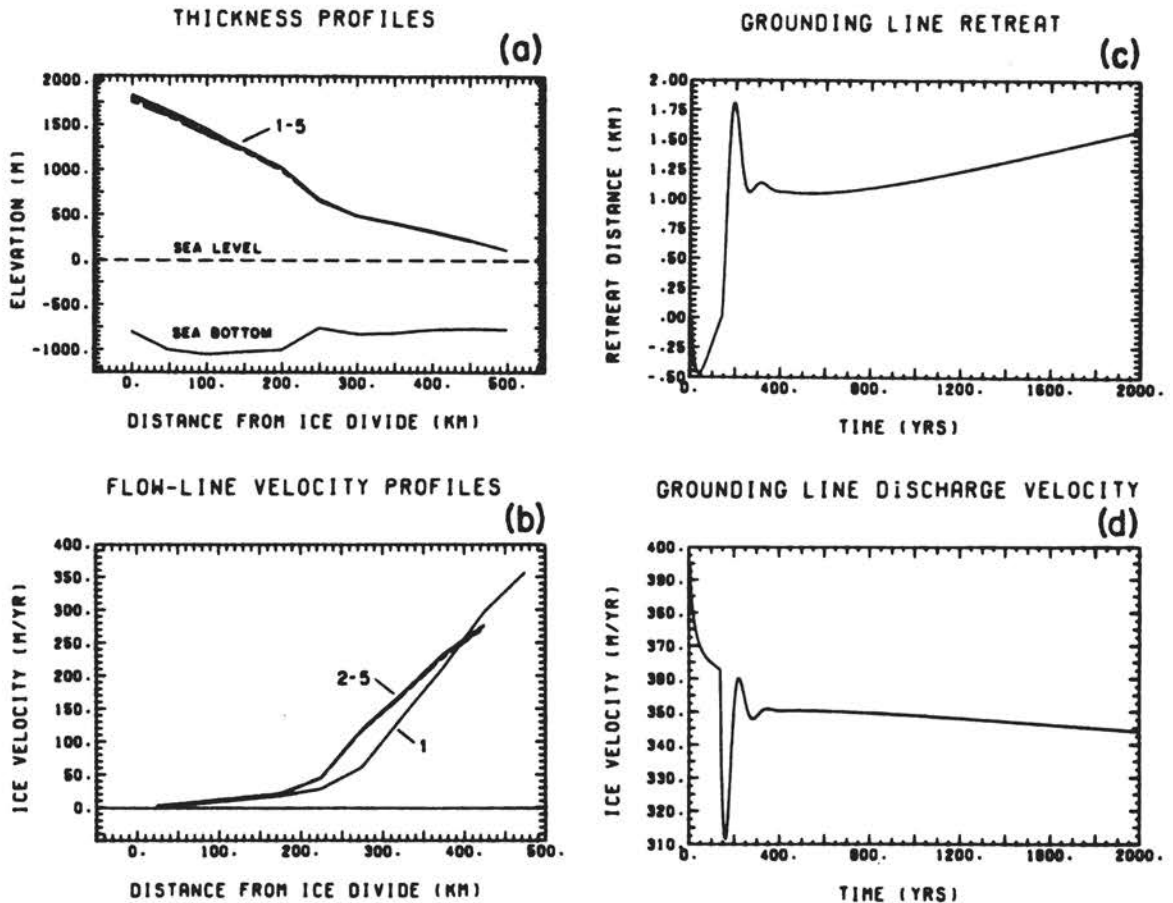 THICKNESS PROFILES
(a)
2000.
1500.
1000.
500.
0.
-500.
-1000.
ELEVATION (M)
1-5
SEA LEVEL
SEA BOTTOM
0. 100. 200. 300. 400. 500.
DISTANCE FROM ICE DIVIDE (KM)
GROUNDING LINE RETREAT
(c)
2.00
1.75
1.50
1.25
1.00
.75
.50
.25
0.00
-.25
-.50
RETREAT DISTANCE (KM)
0. 400. 800. 1200. 1600. 2000.
TIME (YRS)
FLOW-LINE VELOCITY PROFILES
(b)
400.
350.
300.
250.
200.
150.
100.
50.
0.
ICE VELOCITY (M/YR)
2-5
1
0. 100. 200. 300. 400. 500.
DISTANCE FROM ICE DIVIDE (KM)
GROUNDING LINE DiSCHARGE VELOCITY
(d)
400.
390.
380.
370.
360.
350.
340.
330.
320.
310.
ICE VELOCITY (M/YR)
0. 400. 800. 1200. 1600. 2000.
TIME (YRS)